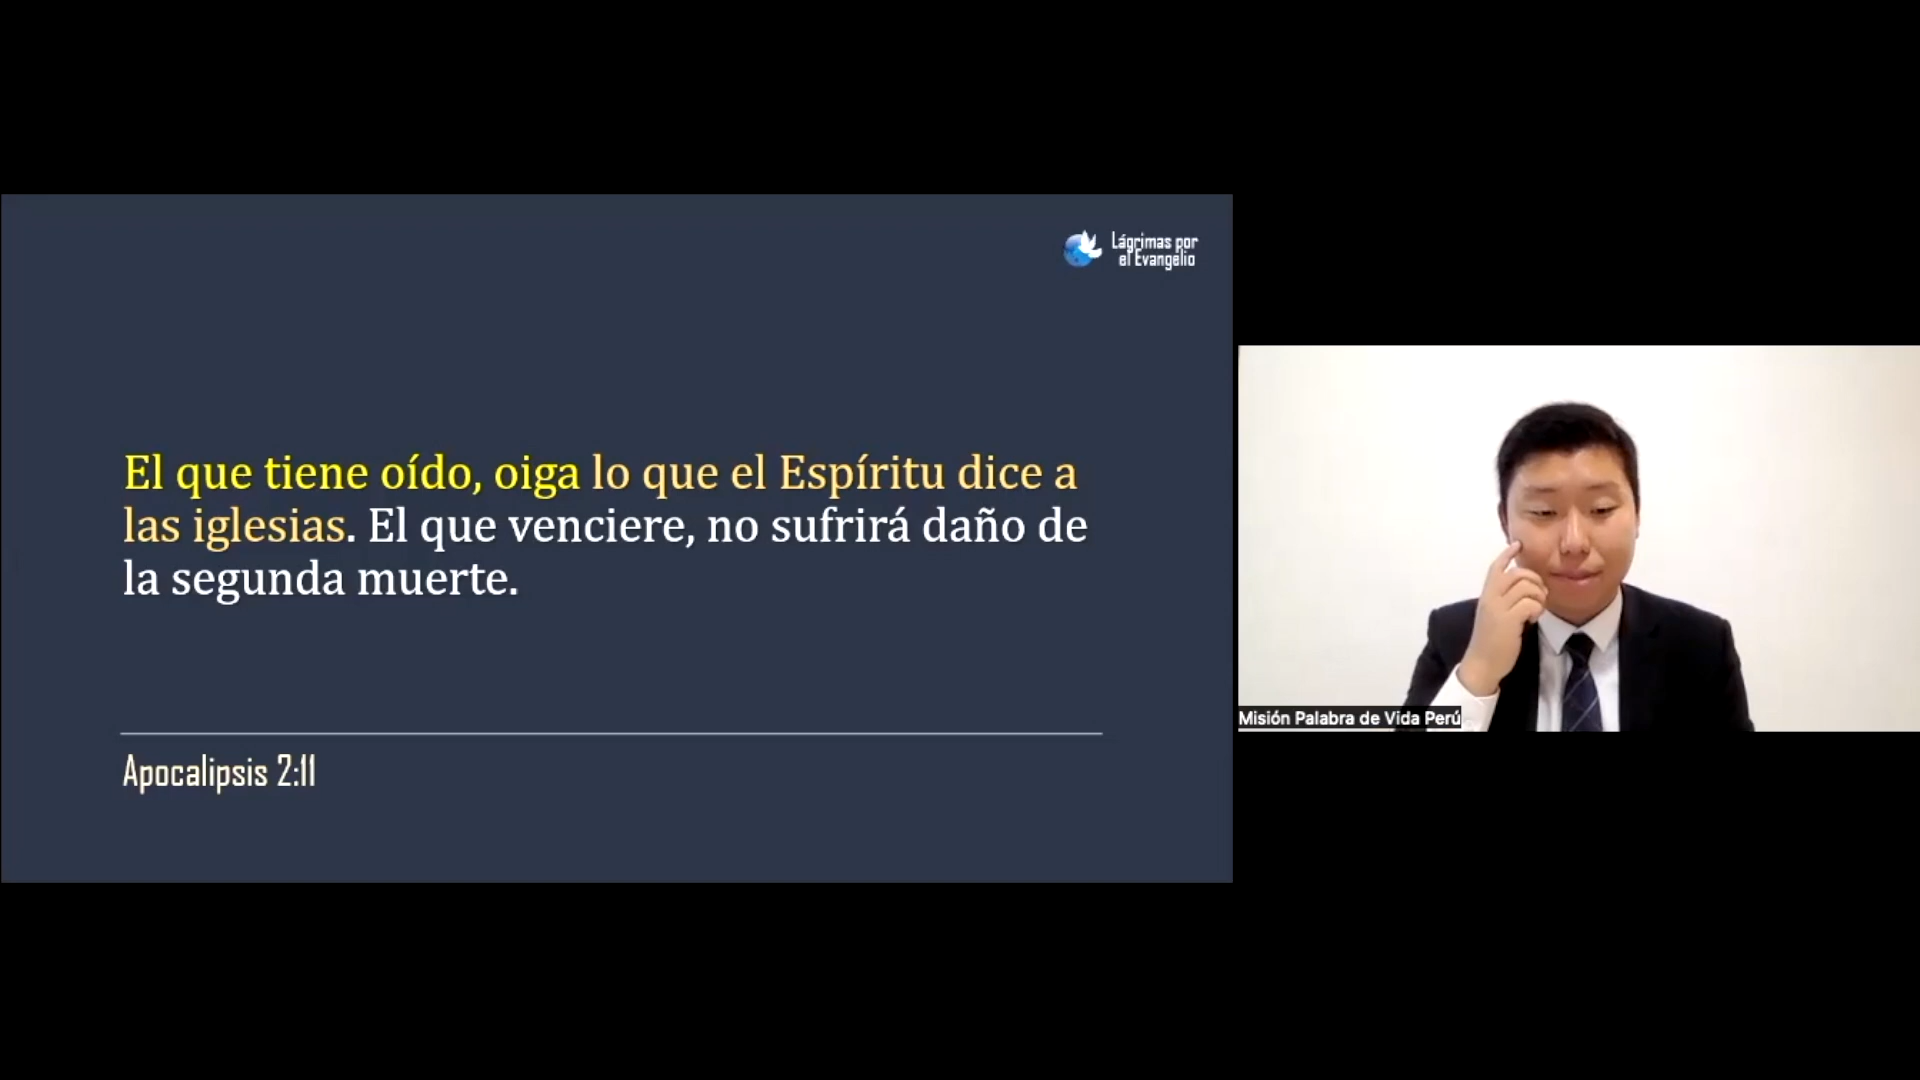 Lágrimas por
el Evangelio
El que tiene oído, oiga lo que el Espíritu dice a
las iglesias. El que venciere, no sufrirá daño de
la segunda muerte.
Apocalipsis 2:11
Misión Palabra de Vida Perú